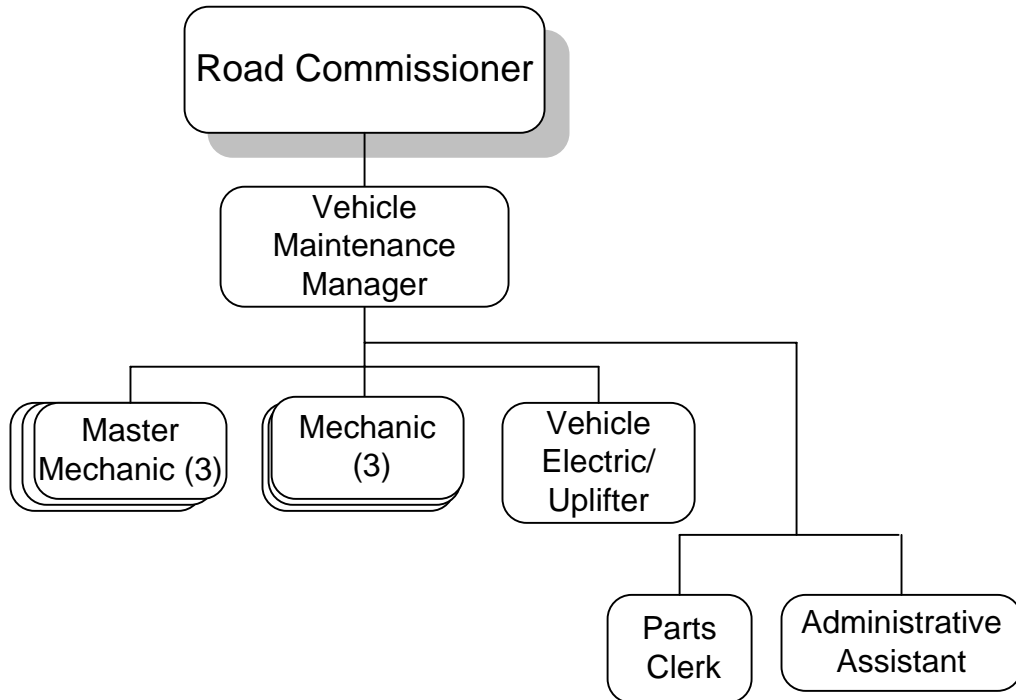 Road Commissioner
Vehicle
Maintenance
Manager
Master
Mechanic (3)
Mechanic
(3)
Vehicle
Electric/
Uplifter
Parts
Clerk
Administrative
Assistant